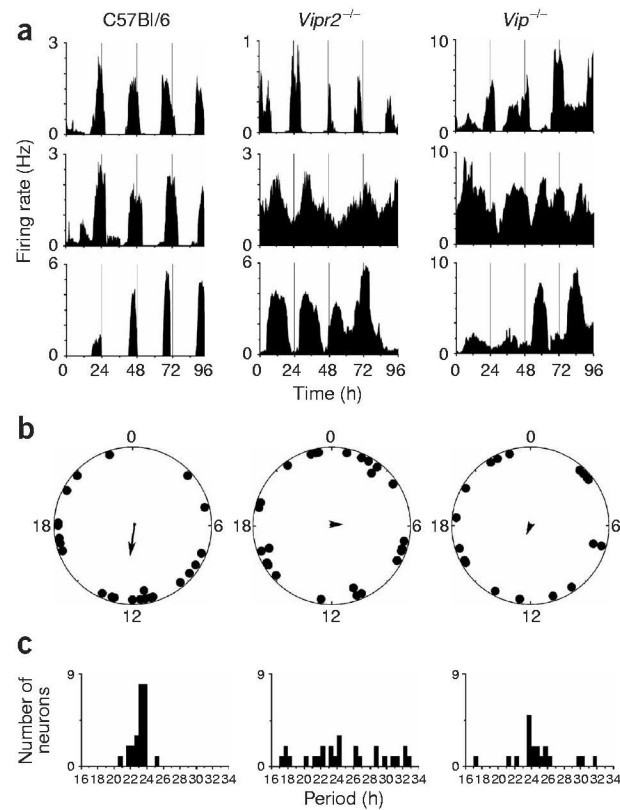 a
C57Bl/6 Vipr2−/− Vip−/−
3 1 10
0 0 0
3 10 10
Firing rate (Hz)
0 0 0
6 6 10
0 0 0
0 24 48 72 96 0 24 48 72 96 0 24 48 72 96
Time (h)
b
0 0 0
18 6 18 6 18 6
12 12 12
c
9 9 9
Number of
neurons
0 0 0
16 18 20 22 24 26 28 30 32 34 16 18 20 22 24 26 28 30 32 34 16 18 20 22 24 26 28 30 32 34
Period (h)